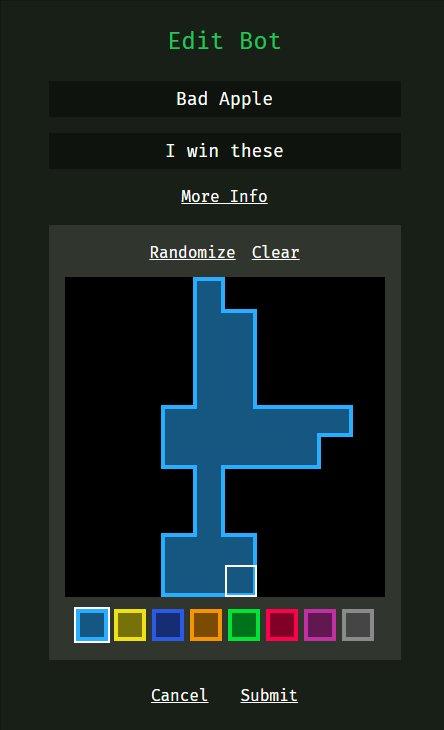 Edit Bot
Bad Apple
I win these
More Info
Randomize Clear
Cancel Submit